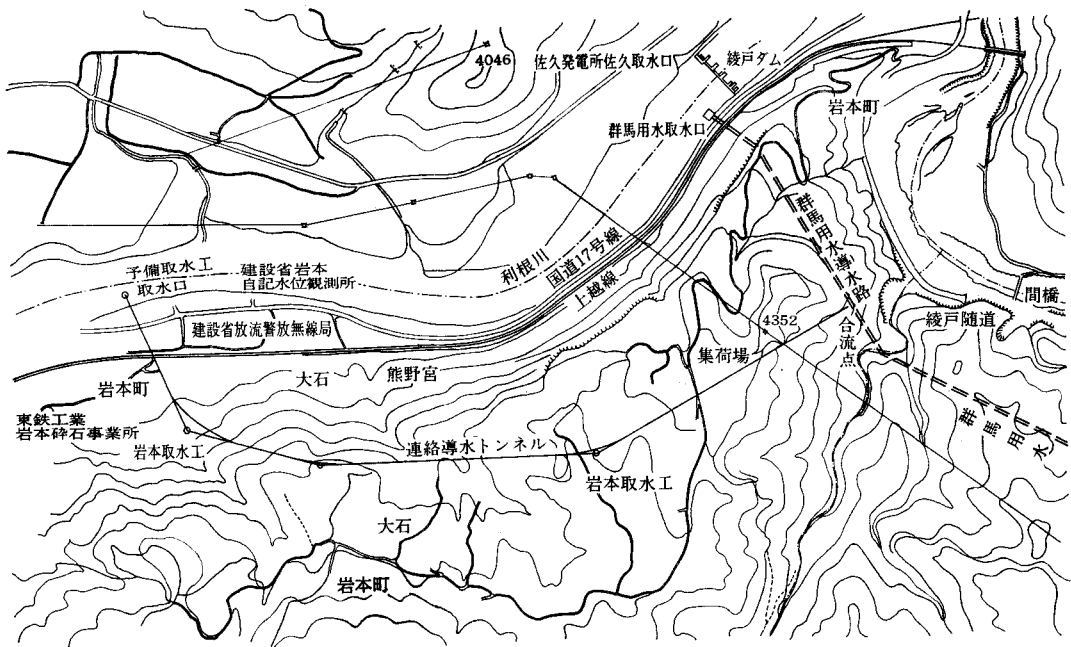 4046
佐久発電所佐久取水口
綾戸ダム
岩本町
群馬用水取水口
群馬用水導水路
利根川
国道17号線
上越線
予備取水工
取水口
建設省岩本
自記水位観測所
建設省放流警放無線局
間橋
綾戸隧道
4352
合流点
集荷場
岩本町
大石
熊野宮
東鉄工業
岩本砕石事業所
岩本取水工
連絡導水トンネル
岩本取水工
群馬用水
大石
岩本町